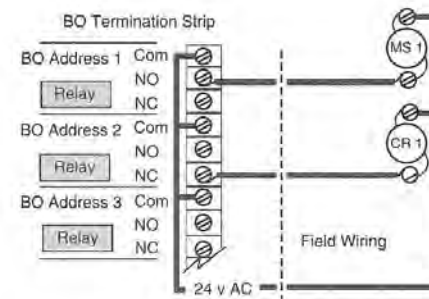 BO Termination Strip
BO Address 1 Com
NO
Relay
NC
BO Address 2 Com
NO
Relay
NC
BO Address 3 Com
NO
Relay
NC
MS 1
CR 1
Field Wiring
24 v AC